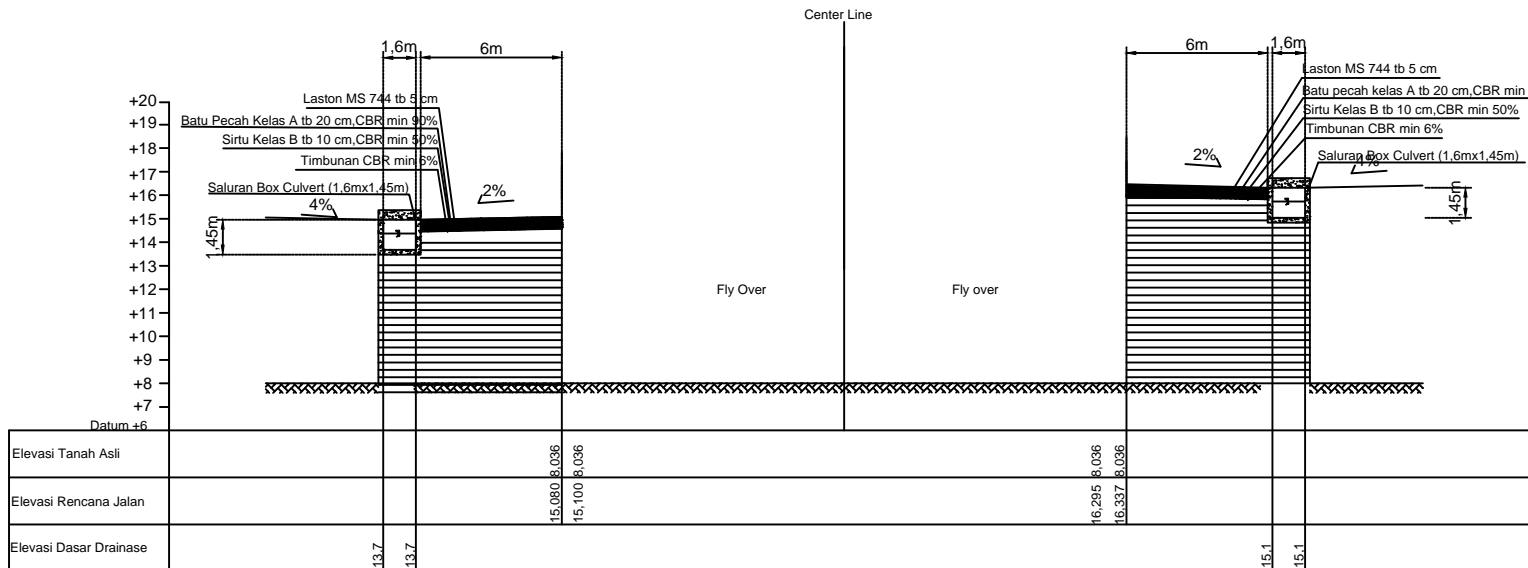 Center Line
1,6m
6m
6m
1,6m
Laston MS 744 tb 5 cm
Batu Pecah Kelas A tb 20 cm,CBR min 90%
Sirtu Kelas B tb 10 cm,CBR min 50%
Timbunan CBR min 6%
Saluran Box Culvert (1,6mx1,45m)
4%
2%
1,45m
Laston MS 744 tb 5 cm
Batu pecah kelas A tb 20 cm,CBR min
Sirtu Kelas B tb 10 cm,CBR min 50%
Timbunan CBR min 6%
Saluran Box Culvert (1,6mx1,45m)
2%
4%
1,45m
+20
+19
+18
+17
+16
+15
+14
+13
+12
+11
+10
+9
+8
+7
Datum +6
Fly Over
Fly over
Elevasi Tanah Asli
8,036
8,036
8,036
8,036
Elevasi Rencana Jalan
15,080
15,100
16,295
16,337
Elevasi Dasar Drainase
13,7
13,7
15,1
15,1